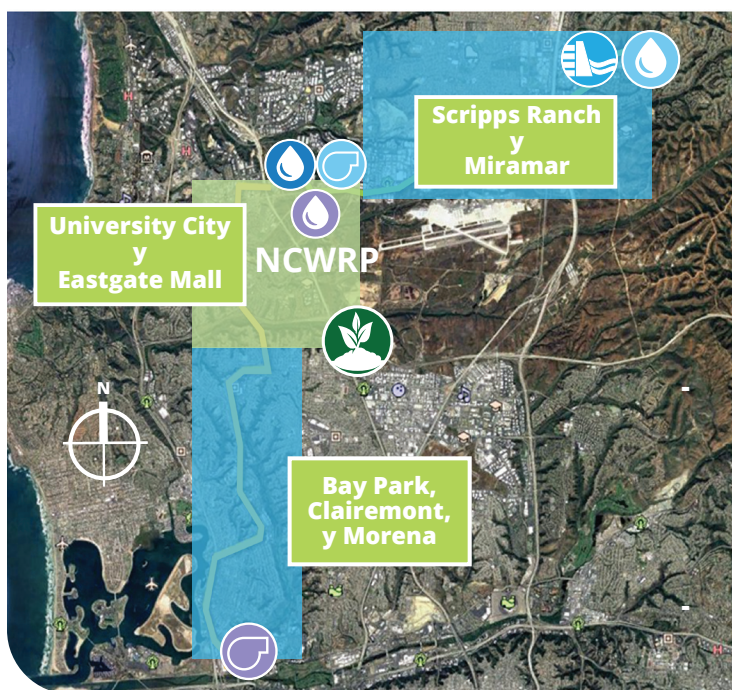 Scripps Ranch
y
Miramar
University City
y
Eastgate Mall
NCWRP
N
Bay Park,
Clairemont,
y Morena